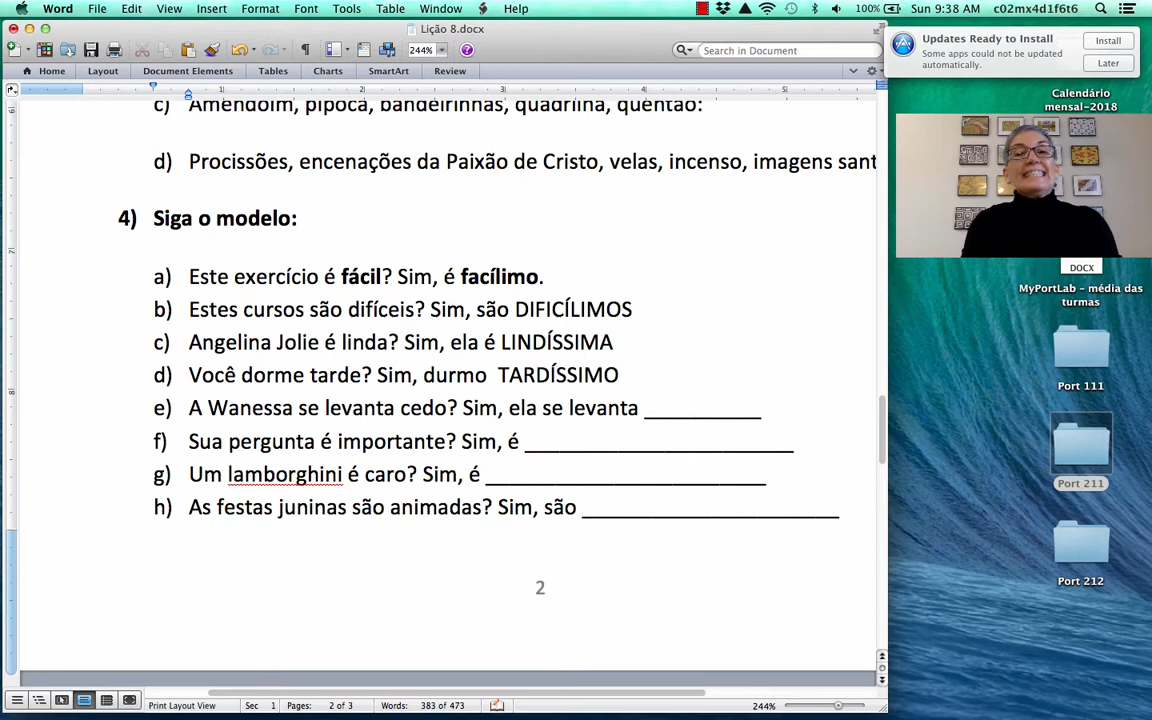 Word File Edit View Insert Format Font Tools Table Window Help 100% Sun 9:38 AM c02mx4d1f6t6
Lição 8.docx
244% Search in Document
Home Layout Document Elements Tables Charts SmartArt Review
Updates Ready to Install
Some apps could not be updated
automatically.
Install
Later
c) Amendoim, pipoca, bandeirinhas, quadrilha, quentão:
d) Procissões, encenações da Paixão de Cristo, velas, incenso, imagens sant
4) Siga o modelo:
a) Este exercício é fácil? Sim, é facílimo.
b) Estes cursos são difíceis? Sim, são DIFICÍLIMOS
c) Angelina Jolie é linda? Sim, ela é LINDÍSSIMA
d) Você dorme tarde? Sim, durmo TARDÍSSIMO
e) A Wanessa se levanta cedo? Sim, ela se levanta ___________
f) Sua pergunta é importante? Sim, é __________________________
g) Um lamborghini é caro? Sim, é ___________________________
h) As festas juninas são animadas? Sim, são _________________________
2
Calendário
mensal-2018
DOCX
MyPortLab - média das
turmas
Port 111
Port 211
Port 212
Print Layout View Sec 1 Pages: 2 of 3 Words: 383 of 473 244%